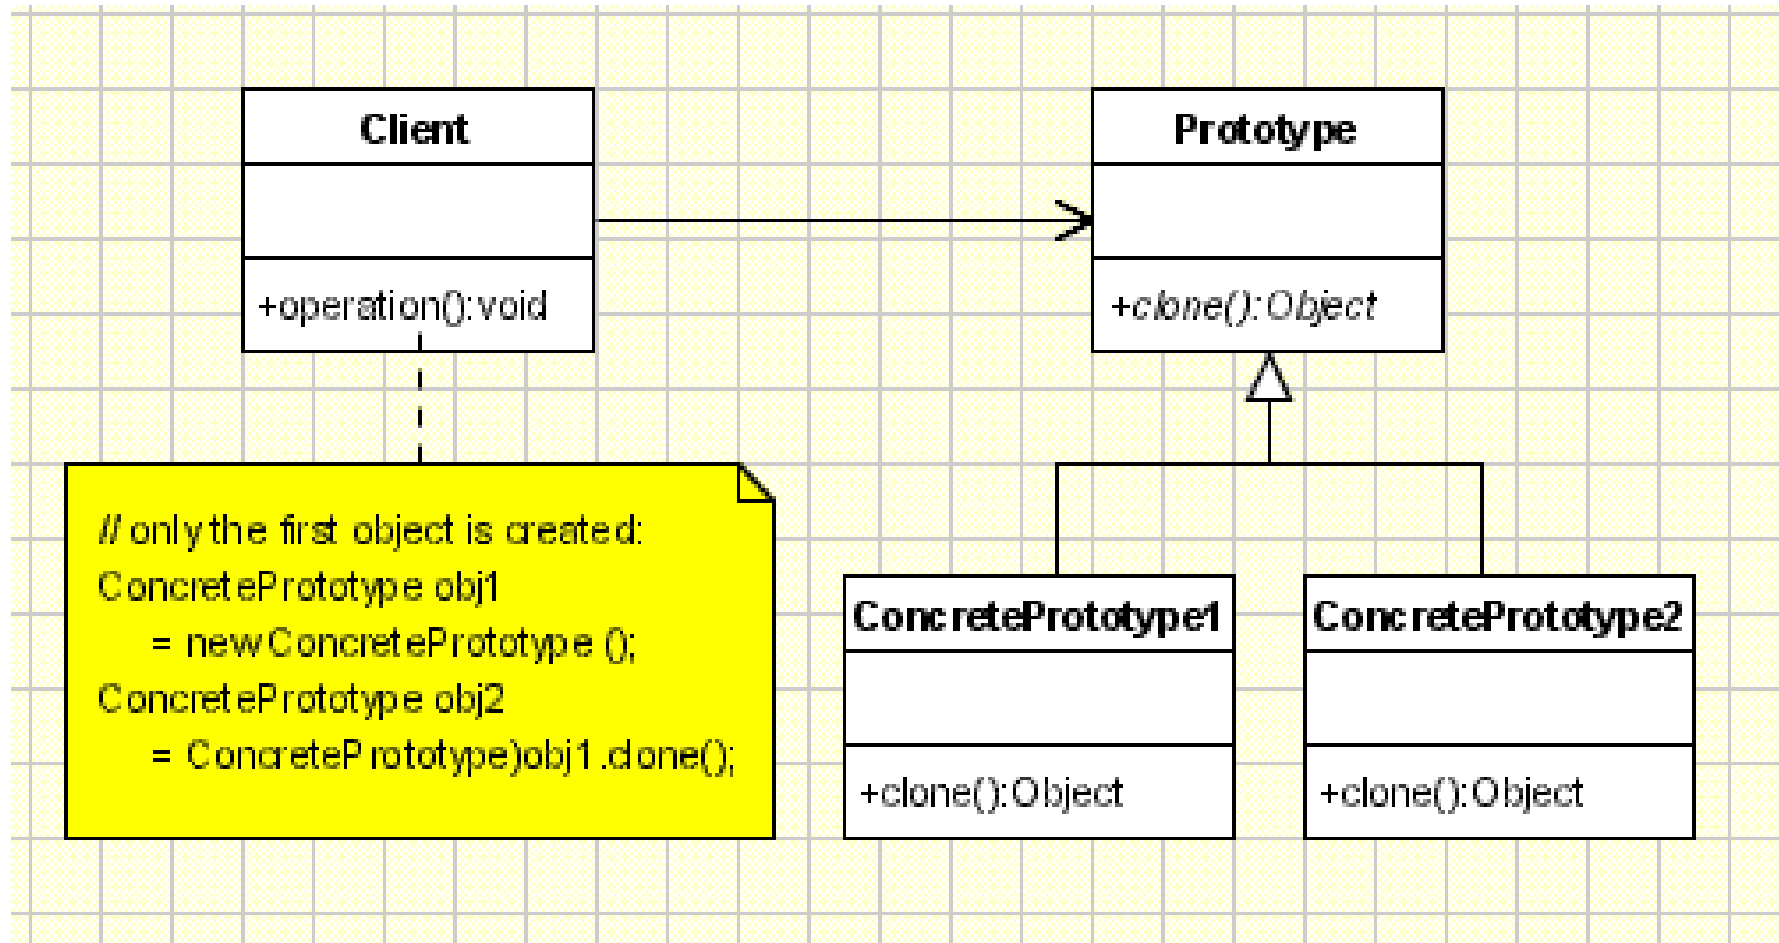 Client
+operation():void
Prototype
+clone():Object
// only the first object is created:
ConcretePrototype obj1
= new ConcretePrototype ();
ConcretePrototype obj2
= ConcretePrototype)obj1.clone();
ConcretePrototype1
+clone():Object
ConcretePrototype2
+clone():Object